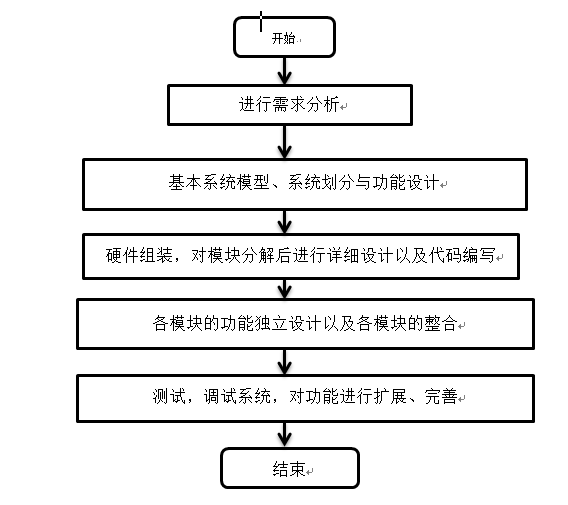 开始
进行需求分析
基本系统模型、系统划分与功能设计
硬件组装，对模块分解后进行详细设计以及代码编写
各模块的功能独立设计以及各模块的整合
测试，调试系统，对功能进行扩展、完善
结束